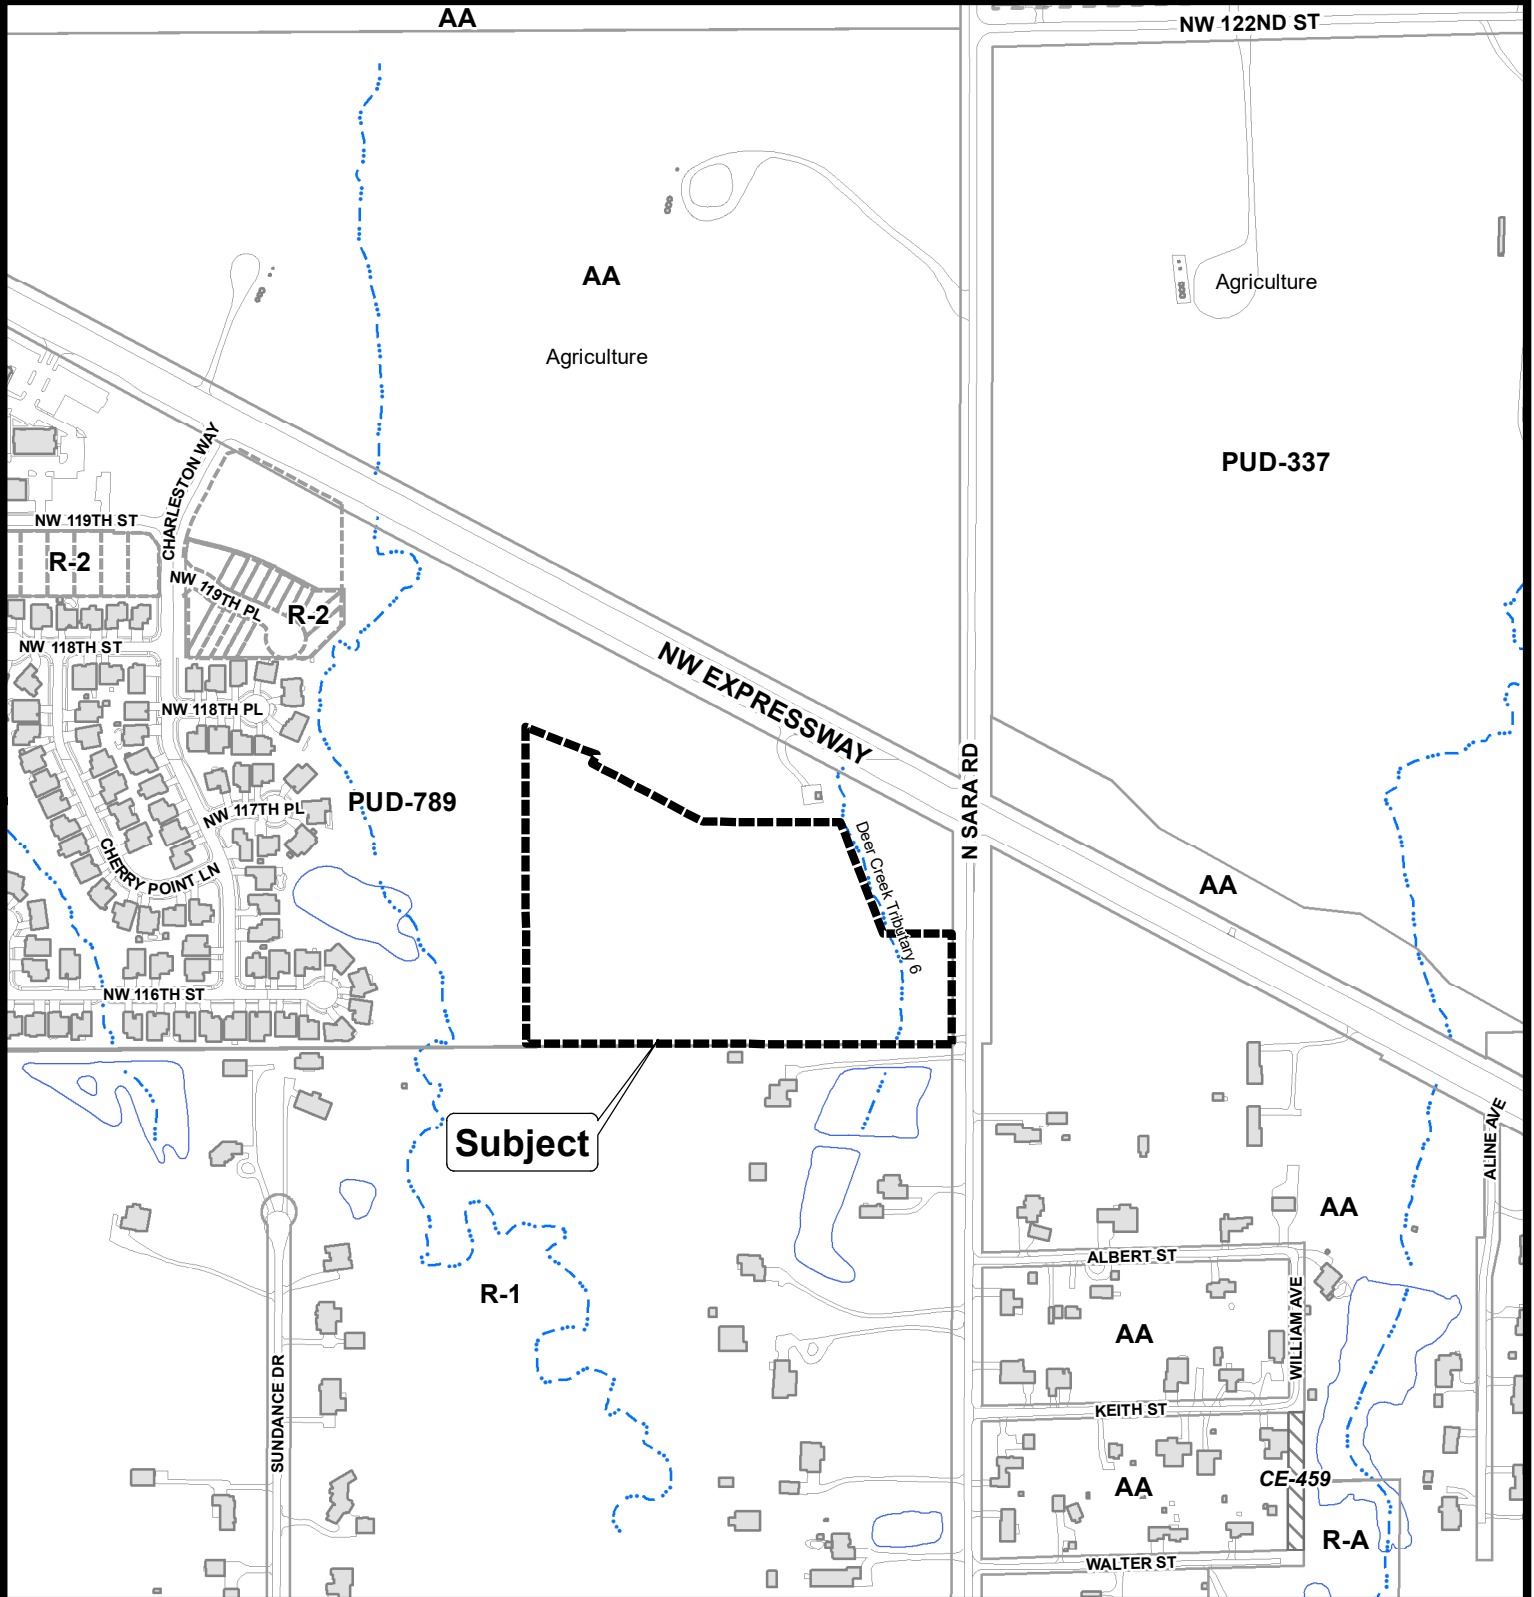 AA
NW 122ND ST
AA
Agriculture
Agriculture
PUD-337
CHARLESTON WAY
NW 119TH ST
R-2
NW 119TH PL
R-2
NW 118TH ST
NW EXPRESSWAY
NW 118TH PL
N SARA RD
PUD-789
NW 117TH PL
CHERRY POINT LN
Deer Creek Tributary 6
AA
NW 116TH ST
Subject
ALINE AVE
AA
ALBERT ST
R-1
WILLIAM AVE
AA
SUNDANCE DR
KEITH ST
CE-459
AA
R-A
WALTER ST